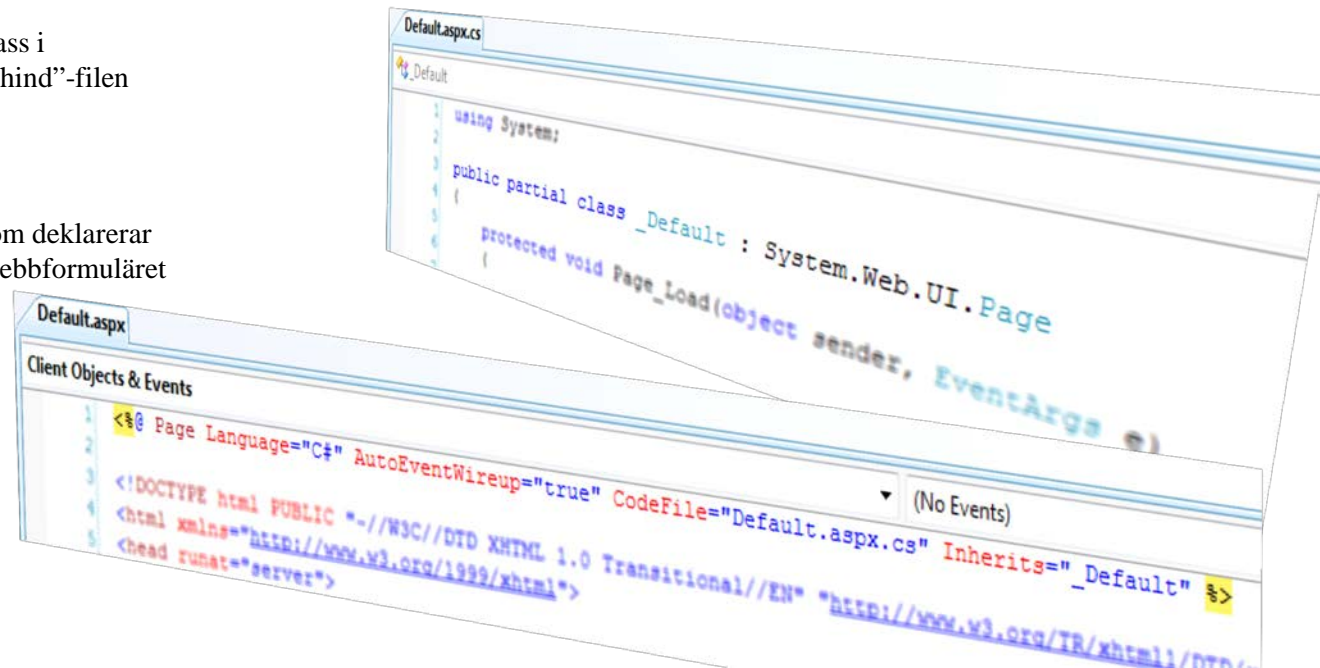 ass i
hind”-filen
om deklarerar
ebbformuläret
Default.aspx.cs
_Default
1 using System;
2
3 public partial class _Default : System.Web.UI.Page
4 {
5
6 protected void Page_Load(object sender, EventArgs e)
{
Default.aspx
Client Objects & Events
(No Events)
1 <%@ Page Language="C#" AutoEventWireup="true" CodeFile="Default.aspx.cs" Inherits="_Default" %>
2
3 <!DOCTYPE html PUBLIC "-//W3C//DTD XHTML 1.0 Transitional//EN" "http://www.w3.org/TR/xhtml1/DTD/
4 <html xmlns="http://www.w3.org/1999/xhtml">
5 <head runat="server">